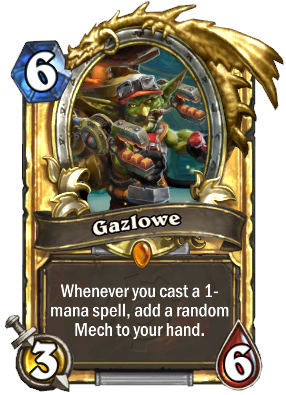 6
Gazlowe
Whenever you cast a 1-
mana spell, add a random
Mech to your hand.
3
6